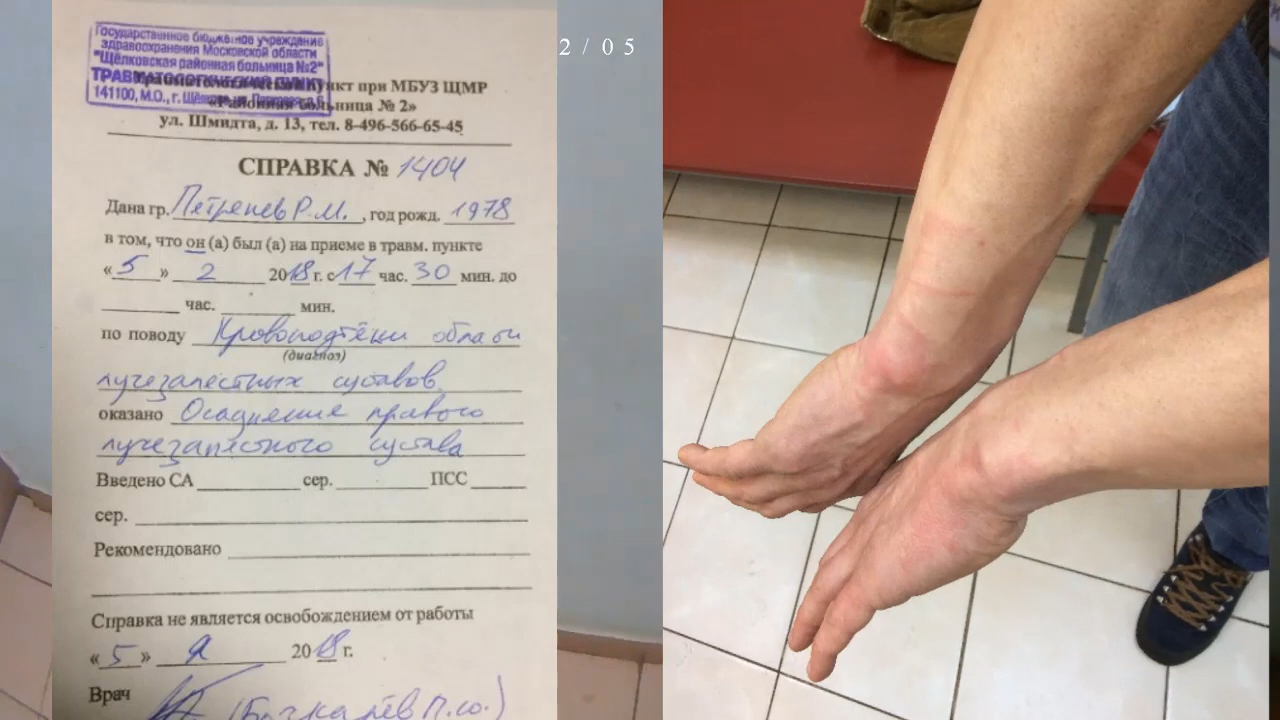 Государственное бюджетное учреждение
здравоохранения Московской области
"Щёлковская районная больница №2"
ТРАВМАТОЛОГИЧЕСКИЙ ПУНКТ
141100, М.О., г. Щёлково,
пункт при МБУЗ ЩМР
«Районная больница № 2»
ул. Шмидта, д. 13, тел. 8-496-566-65-45
2/05
СПРАВКА № 1404
Дана гр. Петренев Р.М., год рожд. 1978
в том, что он (а) был (а) на приеме в травм. пункте
«5» 2 2018 г. с 17 час. 30 мин. до
час. мин.
по поводу Кровоподтёки области
(диагноз)
лучезапястных суставов.
оказано Осаднение правого
лучезапястного сустава
Введено СА сер. ПСС
сер.
Рекомендовано
Справка не является освобождением от работы
«5» 2 2018 г.
Врач